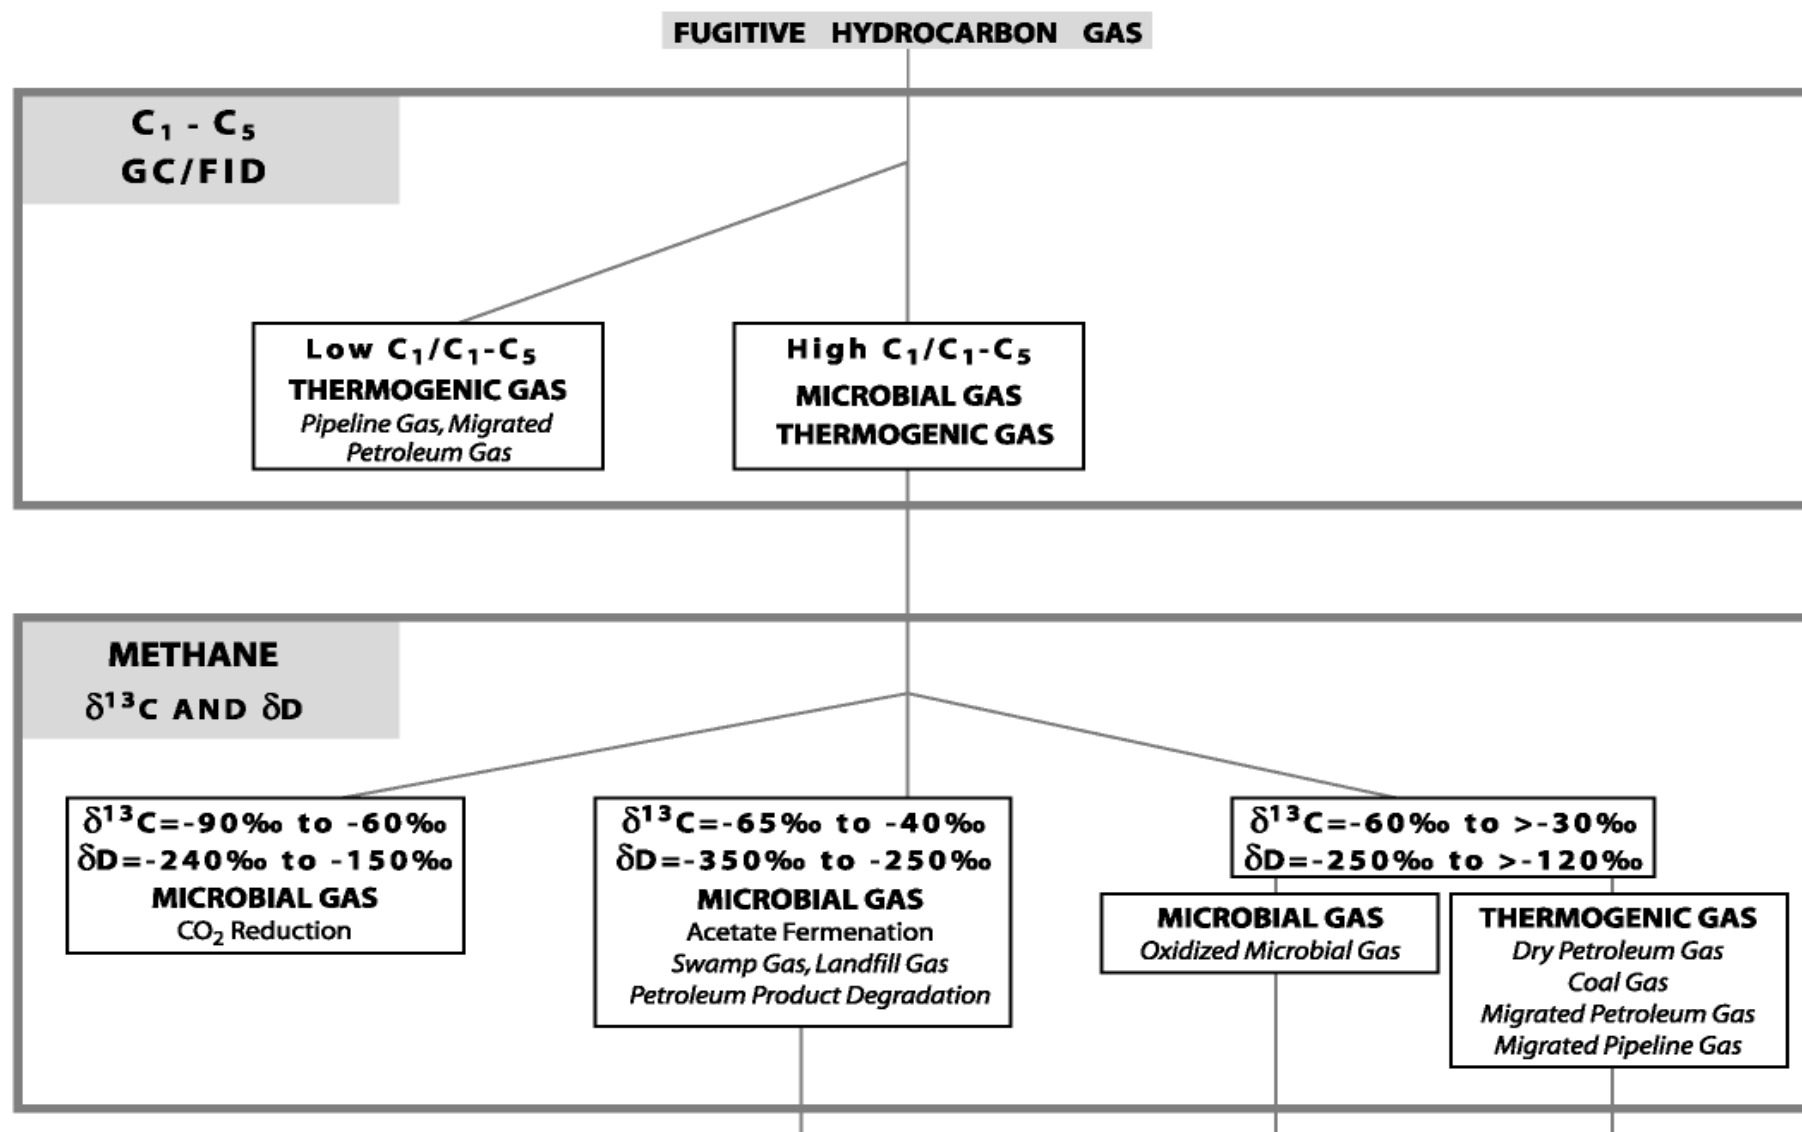 FUGITIVE HYDROCARBON GAS
C₁ - C₅
GC/FID
Low C₁/C₁-C₅
THERMOGENIC GAS
Pipeline Gas, Migrated
Petroleum Gas
High C₁/C₁-C₅
MICROBIAL GAS
THERMOGENIC GAS
METHANE
δ¹³C AND δD
δ¹³C=-90‰ to -60‰
δD=-240‰ to -150‰
MICROBIAL GAS
CO₂ Reduction
δ¹³C=-65‰ to -40‰
δD=-350‰ to -250‰
MICROBIAL GAS
Acetate Fermenation
Swamp Gas, Landfill Gas
Petroleum Product Degradation
δ¹³C=-60‰ to >-30‰
δD=-250‰ to >-120‰
MICROBIAL GAS
Oxidized Microbial Gas
THERMOGENIC GAS
Dry Petroleum Gas
Coal Gas
Migrated Petroleum Gas
Migrated Pipeline Gas